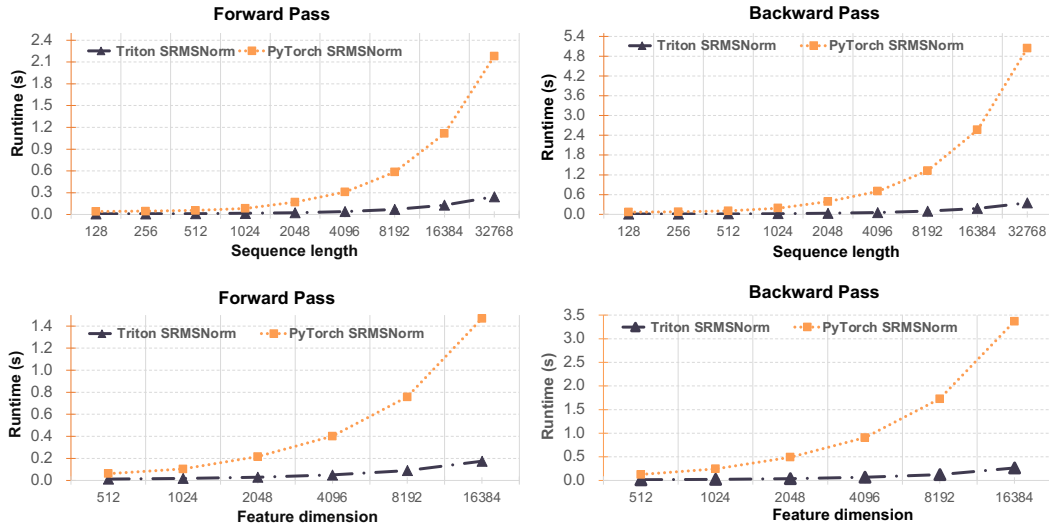 Forward Pass
2.4
2.1
1.8
1.5
1.2
0.9
0.6
0.3
0.0
Runtime (s)
Triton SRMSNorm PyTorch SRMSNorm
128 256 512 1024 2048 4096 8192 16384 32768
Sequence length
Backward Pass
5.4
4.8
4.2
3.6
3.0
2.4
1.8
1.2
0.6
0.0
Runtime (s)
Triton SRMSNorm PyTorch SRMSNorm
128 256 512 1024 2048 4096 8192 16384 32768
Sequence length
Forward Pass
1.4
1.2
1.0
0.8
0.6
0.4
0.2
0.0
Runtime (s)
Triton SRMSNorm PyTorch SRMSNorm
512 1024 2048 4096 8192 16384
Feature dimension
Backward Pass
3.5
3.0
2.5
2.0
1.5
1.0
0.5
0.0
Runtime (s)
Triton SRMSNorm PyTorch SRMSNorm
512 1024 2048 4096 8192 16384
Feature dimension